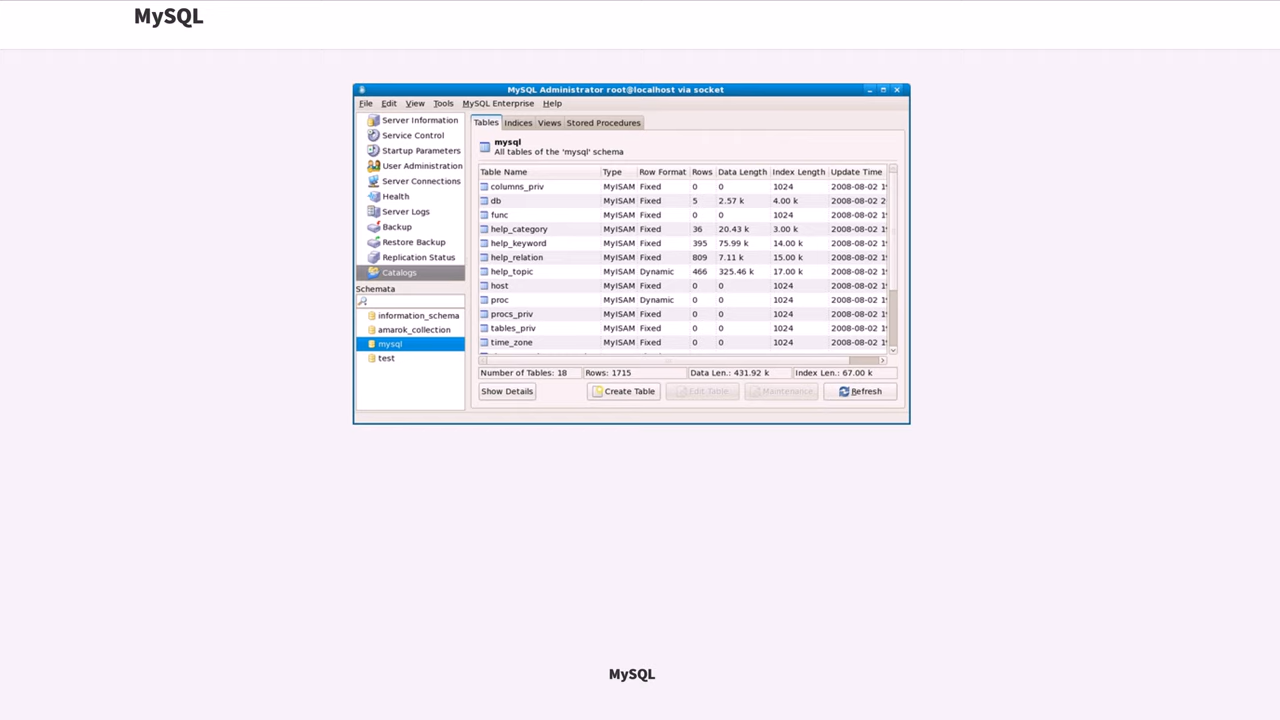 MySQL
MySQL Administrator root@localhost via socket
File Edit View Tools MySQL Enterprise Help
Server Information
Service Control
Startup Parameters
User Administration
Server Connections
Health
Server Logs
Backup
Restore Backup
Replication Status
Catalogs
Schemata
information_schema
amarok_collection
mysql
test
Tables Indices Views Stored Procedures
mysql
All tables of the 'mysql' schema
Table Name Type Row Format Rows Data Length Index Length Update Time
columns_priv MyISAM Fixed 0 0 1024 2008-08-02
db MyISAM Fixed 5 2.57 k 4.00 k 2008-08-02
func MyISAM Fixed 0 0 1024 2008-08-02
help_category MyISAM Fixed 36 20.43 k 3.00 k 2008-08-02
help_keyword MyISAM Fixed 395 75.99 k 14.00 k 2008-08-02
help_relation MyISAM Fixed 809 7.11 k 15.00 k 2008-08-02
help_topic MyISAM Dynamic 466 325.46 k 17.00 k 2008-08-02
host MyISAM Fixed 0 0 1024 2008-08-02
proc MyISAM Dynamic 0 0 1024 2008-08-02
procs_priv MyISAM Fixed 0 0 1024 2008-08-02
tables_priv MyISAM Fixed 0 0 1024 2008-08-02
time_zone MyISAM Fixed 0 0 1024 2008-08-02
Number of Tables: 18 Rows: 1715 Data Len.: 431.92 k Index Len.: 67.00 k
Show Details Create Table Edit Table Maintenance Refresh
MySQL